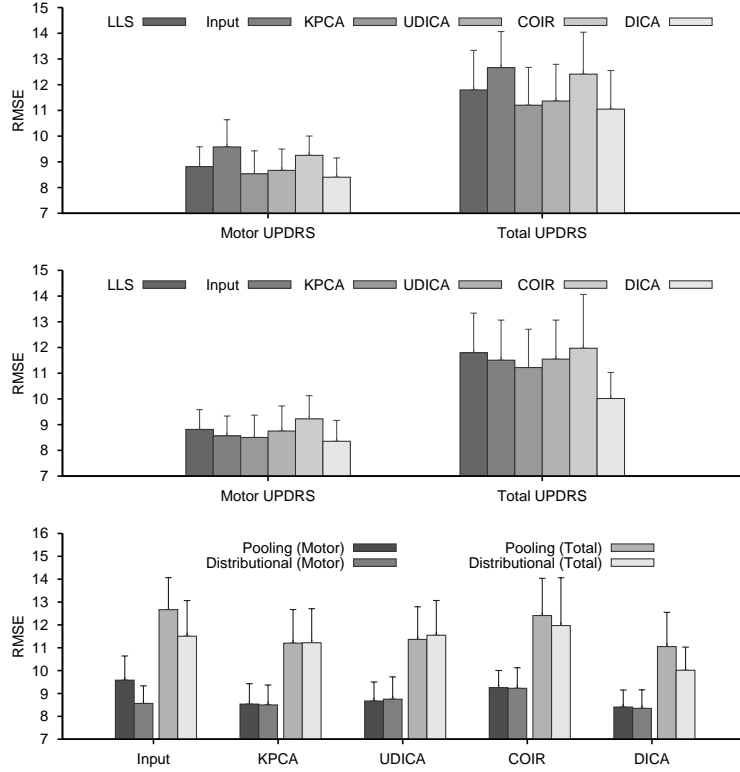 15
14
13
12
11
10
9
8
7
RMSE
LLS Input KPCA UDICA COIR DICA
Motor UPDRS Total UPDRS
15
14
13
12
11
10
9
8
7
RMSE
LLS Input KPCA UDICA COIR DICA
Motor UPDRS Total UPDRS
16
15
14
13
12
11
10
9
8
7
RMSE
Pooling (Motor) Pooling (Total)
Distributional (Motor) Distributional (Total)
Input KPCA UDICA COIR DICA